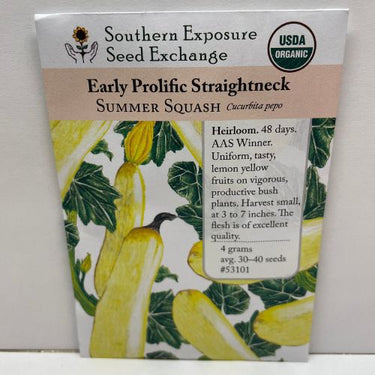 Southern Exposure
Seed Exchange
USDA
ORGANIC
Early Prolific Straightneck
SUMMER SQUASH Cucurbita pepo
Heirloom. 48 days.
AAS Winner.
Uniform, tasty,
lemon yellow
fruits on vigorous,
productive bush
plants. Harvest small,
at 3 to 7 inches. The
flesh is of excellent
quality.
4 grams
avg. 30–40 seeds
#53101